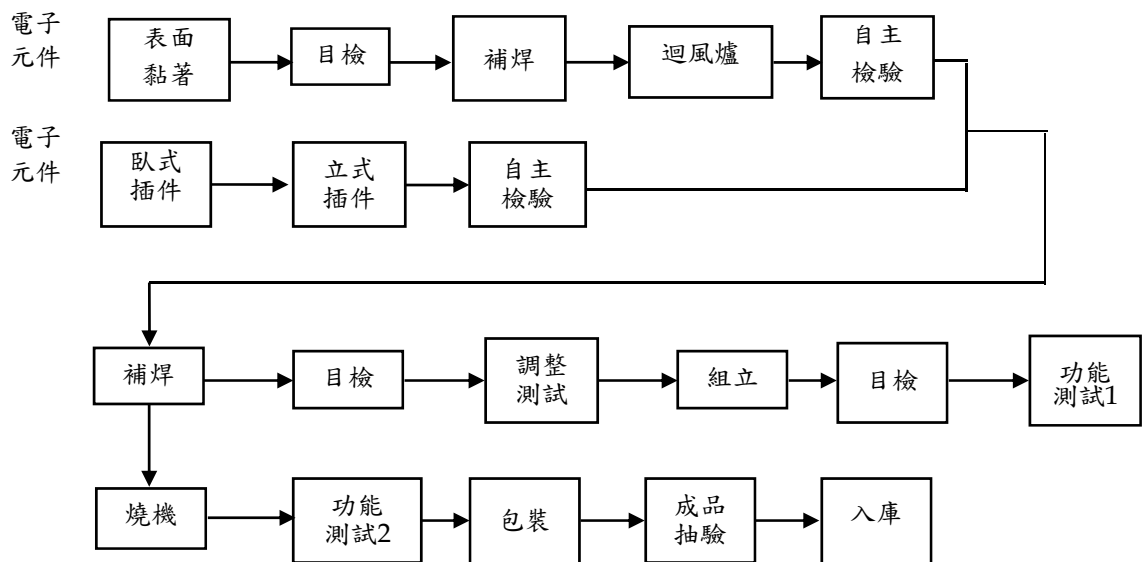 電子
元件
表面
黏著
目檢
補焊
迴風爐
自主
檢驗
電子
元件
臥式
插件
立式
插件
自主
檢驗
補焊
目檢
調整
測試
組立
目檢
功能
測試1
燒機
功能
測試2
包裝
成品
抽驗
入庫